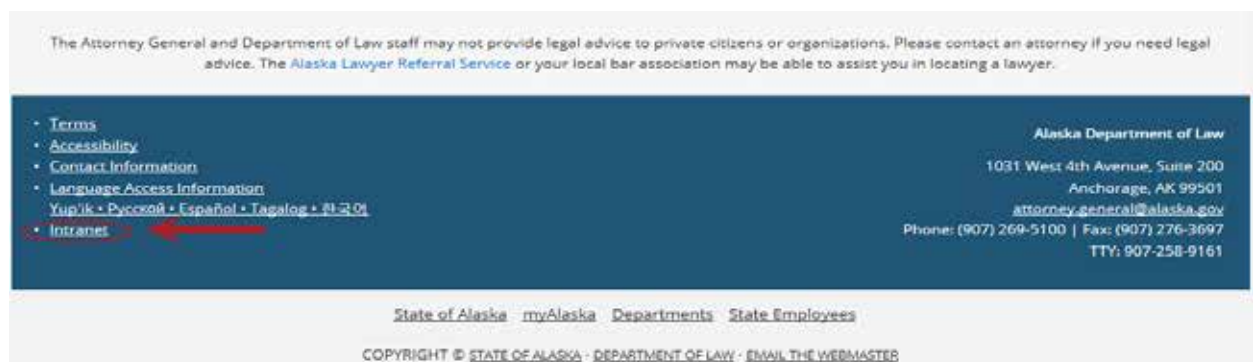 The Attorney General and Department of Law staff may not provide legal advice to private citizens or organizations. Please contact an attorney if you need legal
advice. The Alaska Lawyer Referral Service or your local bar association may be able to assist you in locating a lawyer.
• Terms
• Accessibility
• Contact Information
• Language Access Information
Yup'ik • Русский • Español • Tagalog • 한국어
• Intranet
Alaska Department of Law
1031 West 4th Avenue, Suite 200
Anchorage, AK 99501
attorney.general@alaska.gov
Phone: (907) 269-5100 | Fax: (907) 276-3697
TTY: 907-258-9161
State of Alaska myAlaska Departments State Employees
COPYRIGHT © STATE OF ALASKA · DEPARTMENT OF LAW · EMAIL THE WEBMASTER